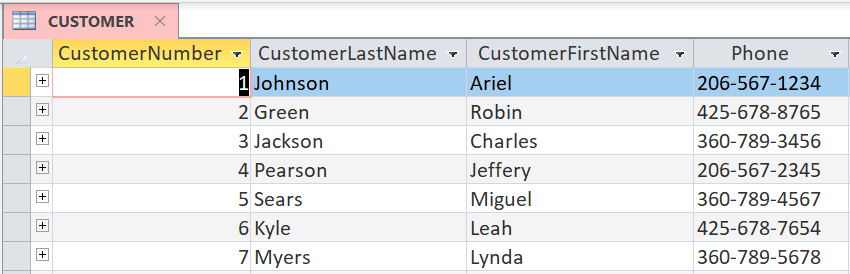 CUSTOMER
CustomerNumber CustomerLastName CustomerFirstName Phone
1 Johnson Ariel 206-567-1234
2 Green Robin 425-678-8765
3 Jackson Charles 360-789-3456
4 Pearson Jeffery 206-567-2345
5 Sears Miguel 360-789-4567
6 Kyle Leah 425-678-7654
7 Myers Lynda 360-789-5678